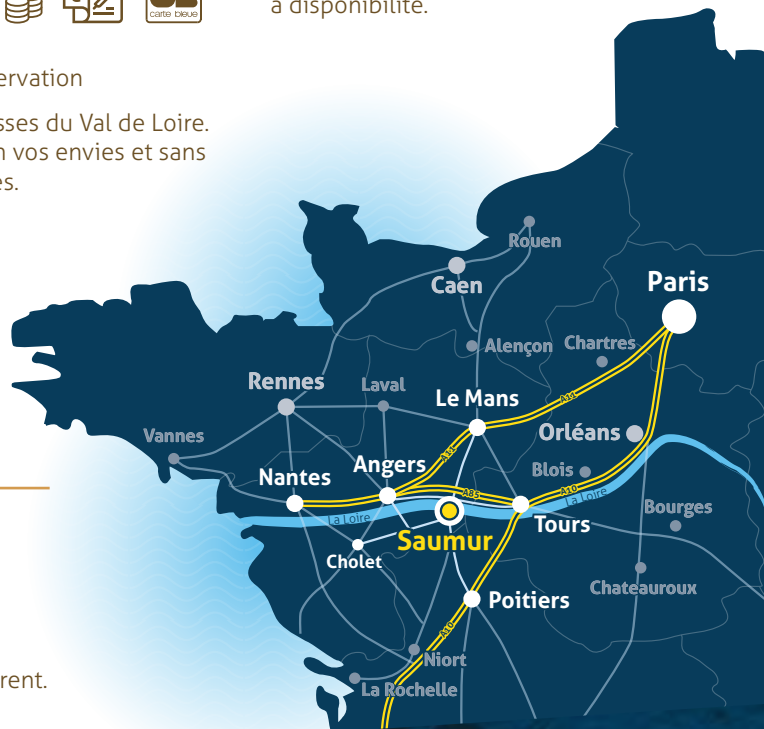 carte bleue
à disponibilité.
ervation
sses du Val de Loire.
n vos envies et sans
es.
rent.
Rouen
Caen
Paris
Alençon
Chartres
Rennes
Laval
Le Mans
A11
Orléans
Vannes
A11
Nantes
Angers
Blois
A85
A10
La Loire
La Loire
Bourges
Saumur
Tours
Cholet
Chateauroux
Poitiers
A10
Niort
La Rochelle